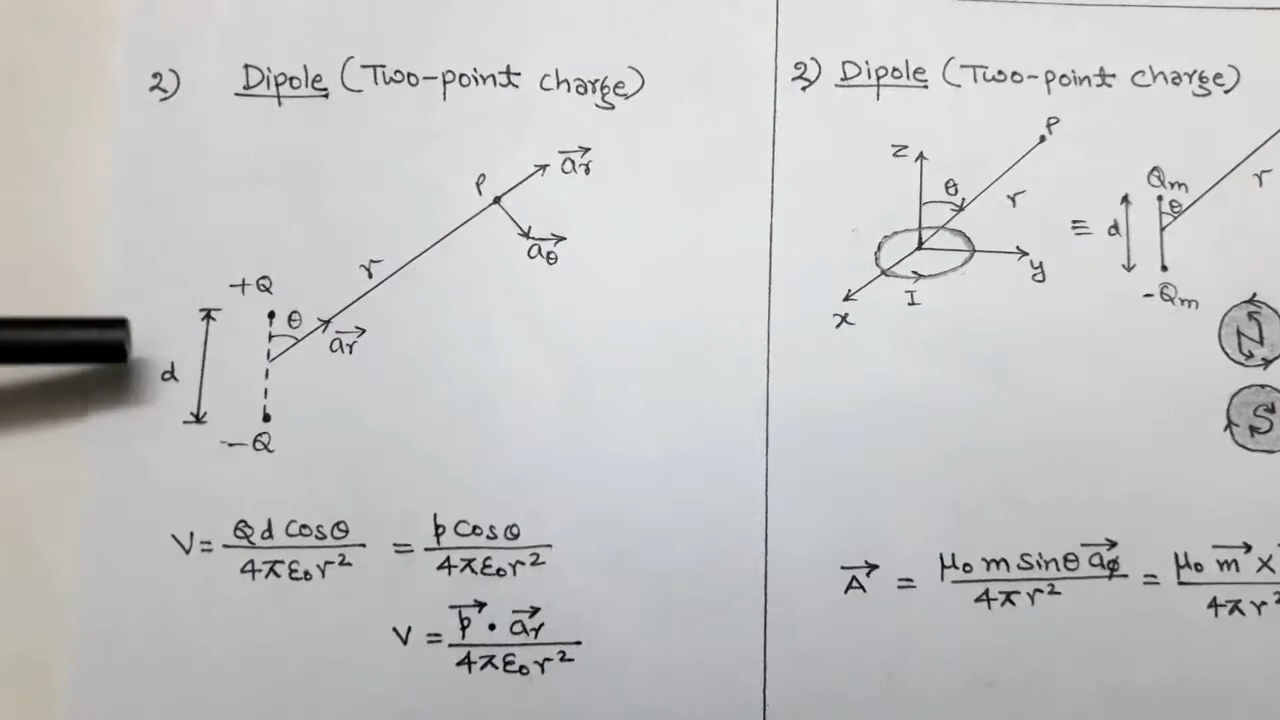 2) Dipole (Two-point charge)
P
→ar
→aθ
r
+Q
θ
→ar
d
−Q
V = Qd cosθ / 4πε₀r² = p cosθ / 4πε₀r²
V = →p · →ar / 4πε₀r²
2) Dipole (Two-point charge)
P
z
θ
r
y
I
x
≡
d
Qm
θ
r
-Qm
N
S
→A = μ₀ m sinθ →aϕ / 4πr² = μ₀ →m × / 4πr²